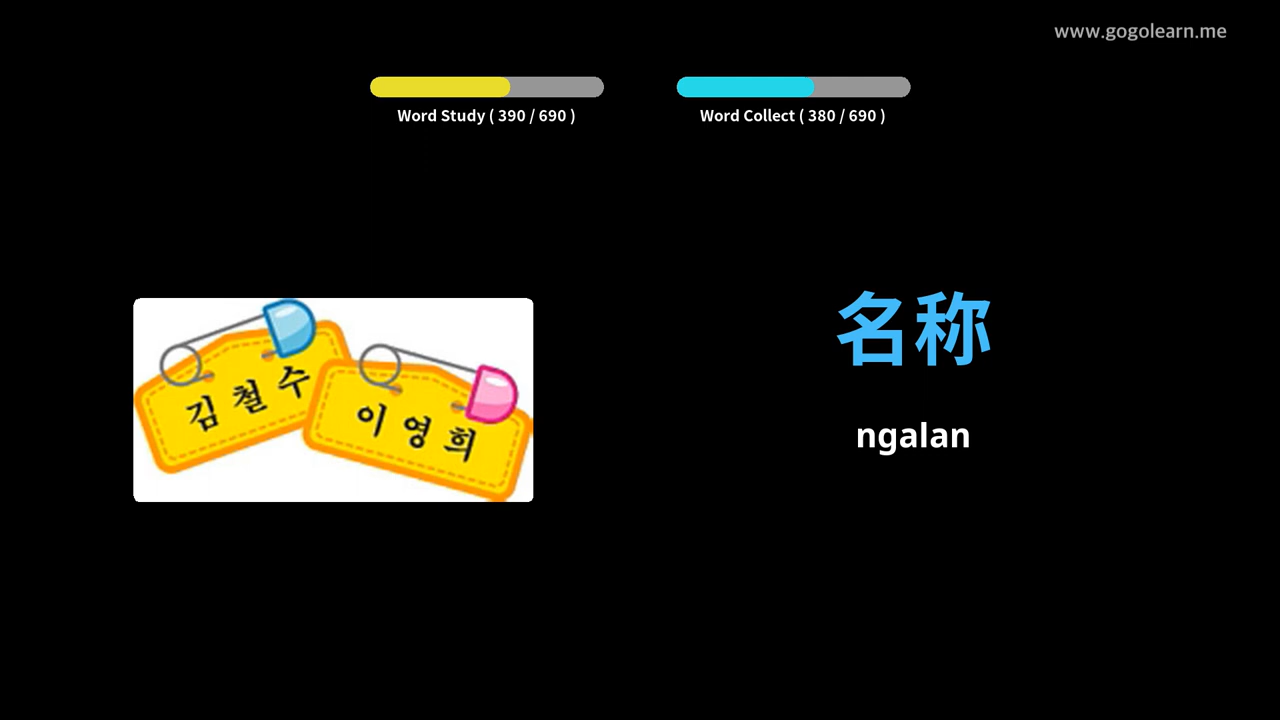 www.gogolearn.me
Word Study ( 390 / 690 )
Word Collect ( 380 / 690 )
김철수
이영희
名称
ngalan